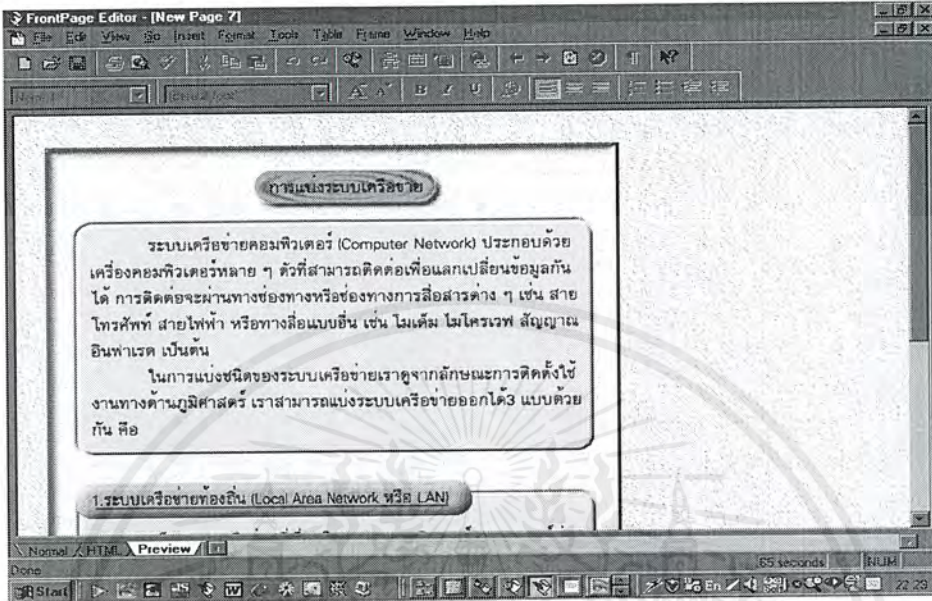 FrontPage Editor - [New Page 7]
File Edit View Go Insert Format Tools Table Frame Window Help
การแบ่งระบบเครือข่าย
ระบบเครือข่ายคอมพิวเตอร์ (Computer Network) ประกอบด้วย
เครื่องคอมพิวเตอร์หลาย ๆ ตัวที่สามารถติดต่อเพื่อแลกเปลี่ยนข้อมูลกัน
ได้ การติดต่อจะผ่านทางช่องทางหรือช่องทางการสื่อสารต่าง ๆ เช่น สาย
โทรศัพท์ สายไฟฟ้า หรือทางสื่อแบบอื่น เช่น โมเด็ม ไมโครเวฟ สัญญาณ
อินฟาเรด เป็นต้น
ในการแบ่งชนิดของระบบเครือข่ายเราดูจากลักษณะการติดตั้งใช้
งานทางด้านภูมิศาสตร์ เราสามารถแบ่งระบบเครือข่ายออกได้3 แบบด้วย
กัน คือ
1.ระบบเครือข่ายท้องถิ่น (Local Area Network หรือ LAN)
Normal HTML Preview
Done 65 seconds NUM
Start En 22:29